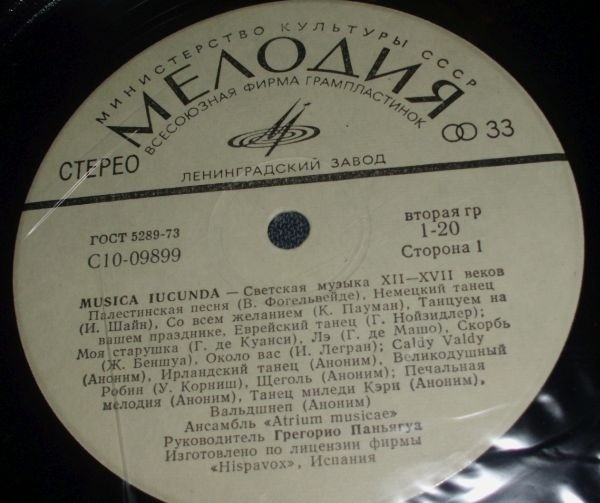 МИНИСТЕРСТВО КУЛЬТУРЫ СССР
МЕЛОДИЯ
ВСЕСОЮЗНАЯ ФИРМА ГРАМПЛАСТИНОК
СТЕРЕО
33
ЛЕНИНГРАДСКИЙ ЗАВОД
ГОСТ 5289-73
С10-09899
вторая гр
1-20
Сторона 1
MUSICA IUCUNDA — Светская музыка XII—XVII веков
Палестинская песня (В. Фогельвейде), Немецкий танец
(И. Шайн), Со всем желанием (К. Пауман), Танцуем на
вашем празднике, Еврейский танец (Г. Нойзидлер);
Моя старушка (Г. де Куанси), Лэ (Г. де Машо), Скорбь
(Ж. Беншуа), Около вас (И. Легран); Caldy Valdy
(Аноним), Ирландский танец (Аноним), Великодушный
Робин (У. Корниш), Щеголь (Аноним); Печальная
мелодия (Аноним), Танец миледи Кэри (Аноним),
Вальдшнеп (Аноним)
Ансамбль «Atrium musicae»
Руководитель Грегорио Паньягуа
Изготовлено по лицензии фирмы
«Hispavox», Испания